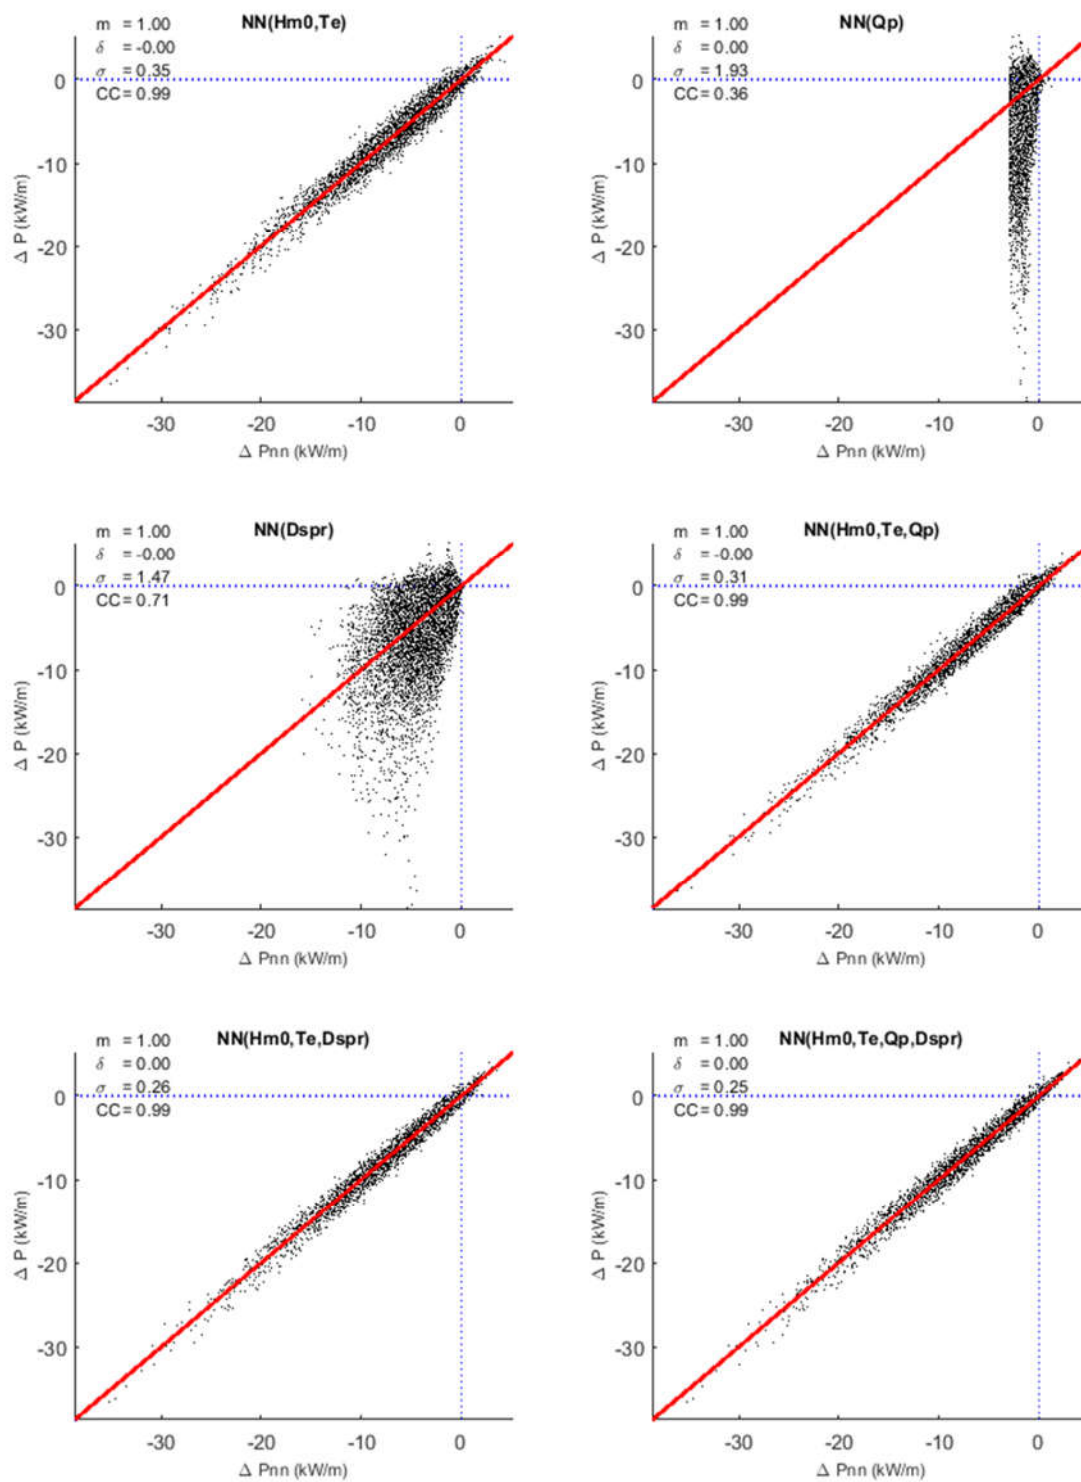 m = 1.00
δ = -0.00
σ = 0.35
CC = 0.99
NN(Hm0,Te)
0
-10
-20
-30
Δ P (kW/m)
-30 -20 -10 0
Δ Pnn (kW/m)
m = 1.00
δ = 0.00
σ = 1.93
CC = 0.36
NN(Qp)
0
-10
-20
-30
Δ P (kW/m)
-30 -20 -10 0
Δ Pnn (kW/m)
m = 1.00
δ = -0.00
σ = 1.47
CC = 0.71
NN(Dspr)
0
-10
-20
-30
Δ P (kW/m)
-30 -20 -10 0
Δ Pnn (kW/m)
m = 1.00
δ = -0.00
σ = 0.31
CC = 0.99
NN(Hm0,Te,Qp)
0
-10
-20
-30
Δ P (kW/m)
-30 -20 -10 0
Δ Pnn (kW/m)
m = 1.00
δ = 0.00
σ = 0.26
CC = 0.99
NN(Hm0,Te,Dspr)
0
-10
-20
-30
Δ P (kW/m)
-30 -20 -10 0
Δ Pnn (kW/m)
m = 1.00
δ = 0.00
σ = 0.25
CC = 0.99
NN(Hm0,Te,Qp,Dspr)
0
-10
-20
-30
Δ P (kW/m)
-30 -20 -10 0
Δ Pnn (kW/m)